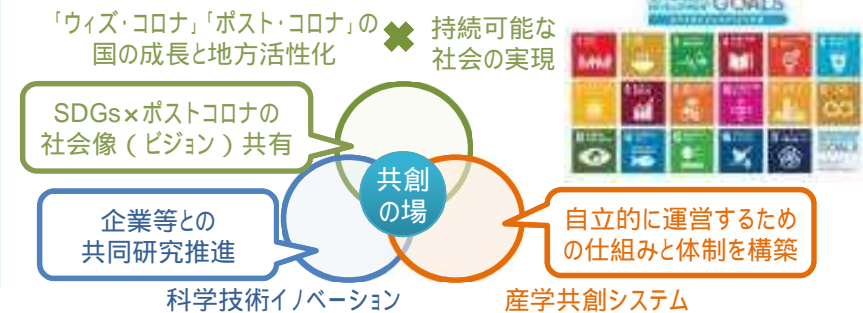 「ウィズ・コロナ」「ポスト・コロナ」の
国の成長と地方活性化
持続可能な
社会の実現
GOALS
SDGs×ポストコロナの
社会像（ビジョン）共有
共創
の場
企業等との
共同研究推進
自立的に運営するため
の仕組みと体制を構築
科学技術イノベーション
産学共創システム